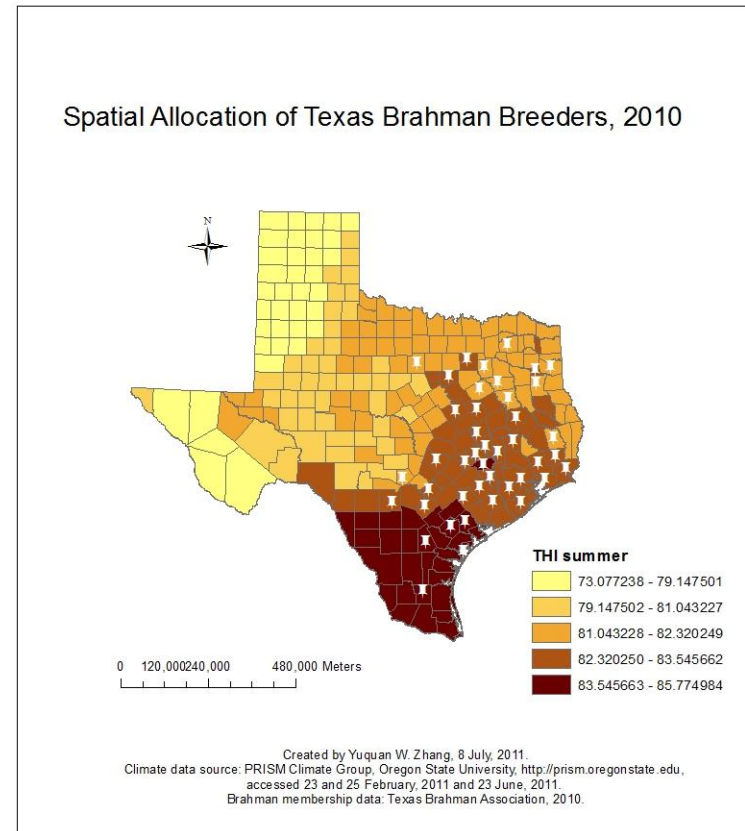 Spatial Allocation of Texas Brahman Breeders, 2010
N
THI summer
73.077238 - 79.147501
79.147502 - 81.043227
81.043228 - 82.320249
82.320250 - 83.545662
83.545663 - 85.774984
0 120,000240,000 480,000 Meters
Created by Yuquan W. Zhang, 8 July, 2011.
Climate data source: PRISM Climate Group, Oregon State University, http://prism.oregonstate.edu,
accessed 23 and 25 February, 2011 and 23 June, 2011.
Brahman membership data: Texas Brahman Association, 2010.